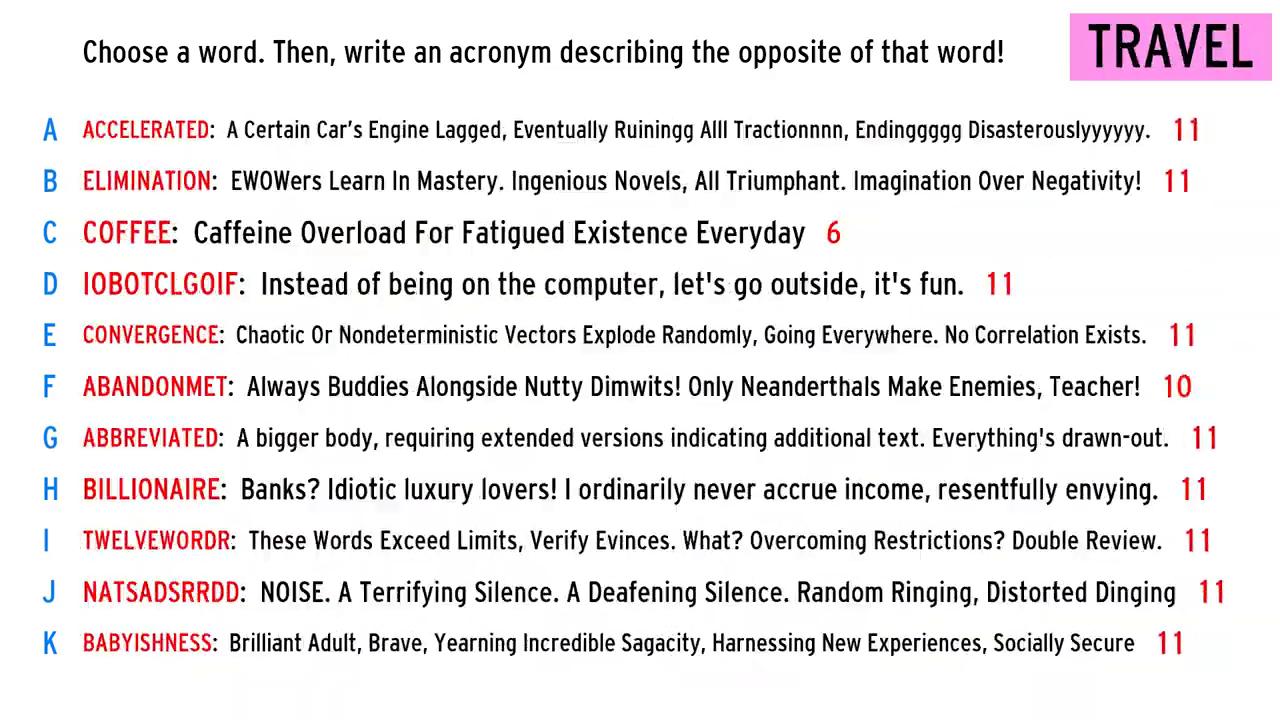 Choose a word. Then, write an acronym describing the opposite of that word!
TRAVEL
A ACCELERATED: A Certain Car's Engine Lagged, Eventually Ruiningg Alll Tractionnnn, Endinggggg Disasterouslyyyyyy. 11
B ELIMINATION: EWOWers Learn In Mastery. Ingenious Novels, All Triumphant. Imagination Over Negativity! 11
C COFFEE: Caffeine Overload For Fatigued Existence Everyday 6
D IOBOTCLGOIF: Instead of being on the computer, let's go outside, it's fun. 11
E CONVERGENCE: Chaotic Or Nondeterministic Vectors Explode Randomly, Going Everywhere. No Correlation Exists. 11
F ABANDONMET: Always Buddies Alongside Nutty Dimwits! Only Neanderthals Make Enemies, Teacher! 10
G ABBREVIATED: A bigger body, requiring extended versions indicating additional text. Everything's drawn-out. 11
H BILLIONAIRE: Banks? Idiotic luxury lovers! I ordinarily never accrue income, resentfully envying. 11
I TWELVEWORDR: These Words Exceed Limits, Verify Evinces. What? Overcoming Restrictions? Double Review. 11
J NATSADSRRDD: NOISE. A Terrifying Silence. A Deafening Silence. Random Ringing, Distorted Dinging 11
K BABYISHNESS: Brilliant Adult, Brave, Yearning Incredible Sagacity, Harnessing New Experiences, Socially Secure 11